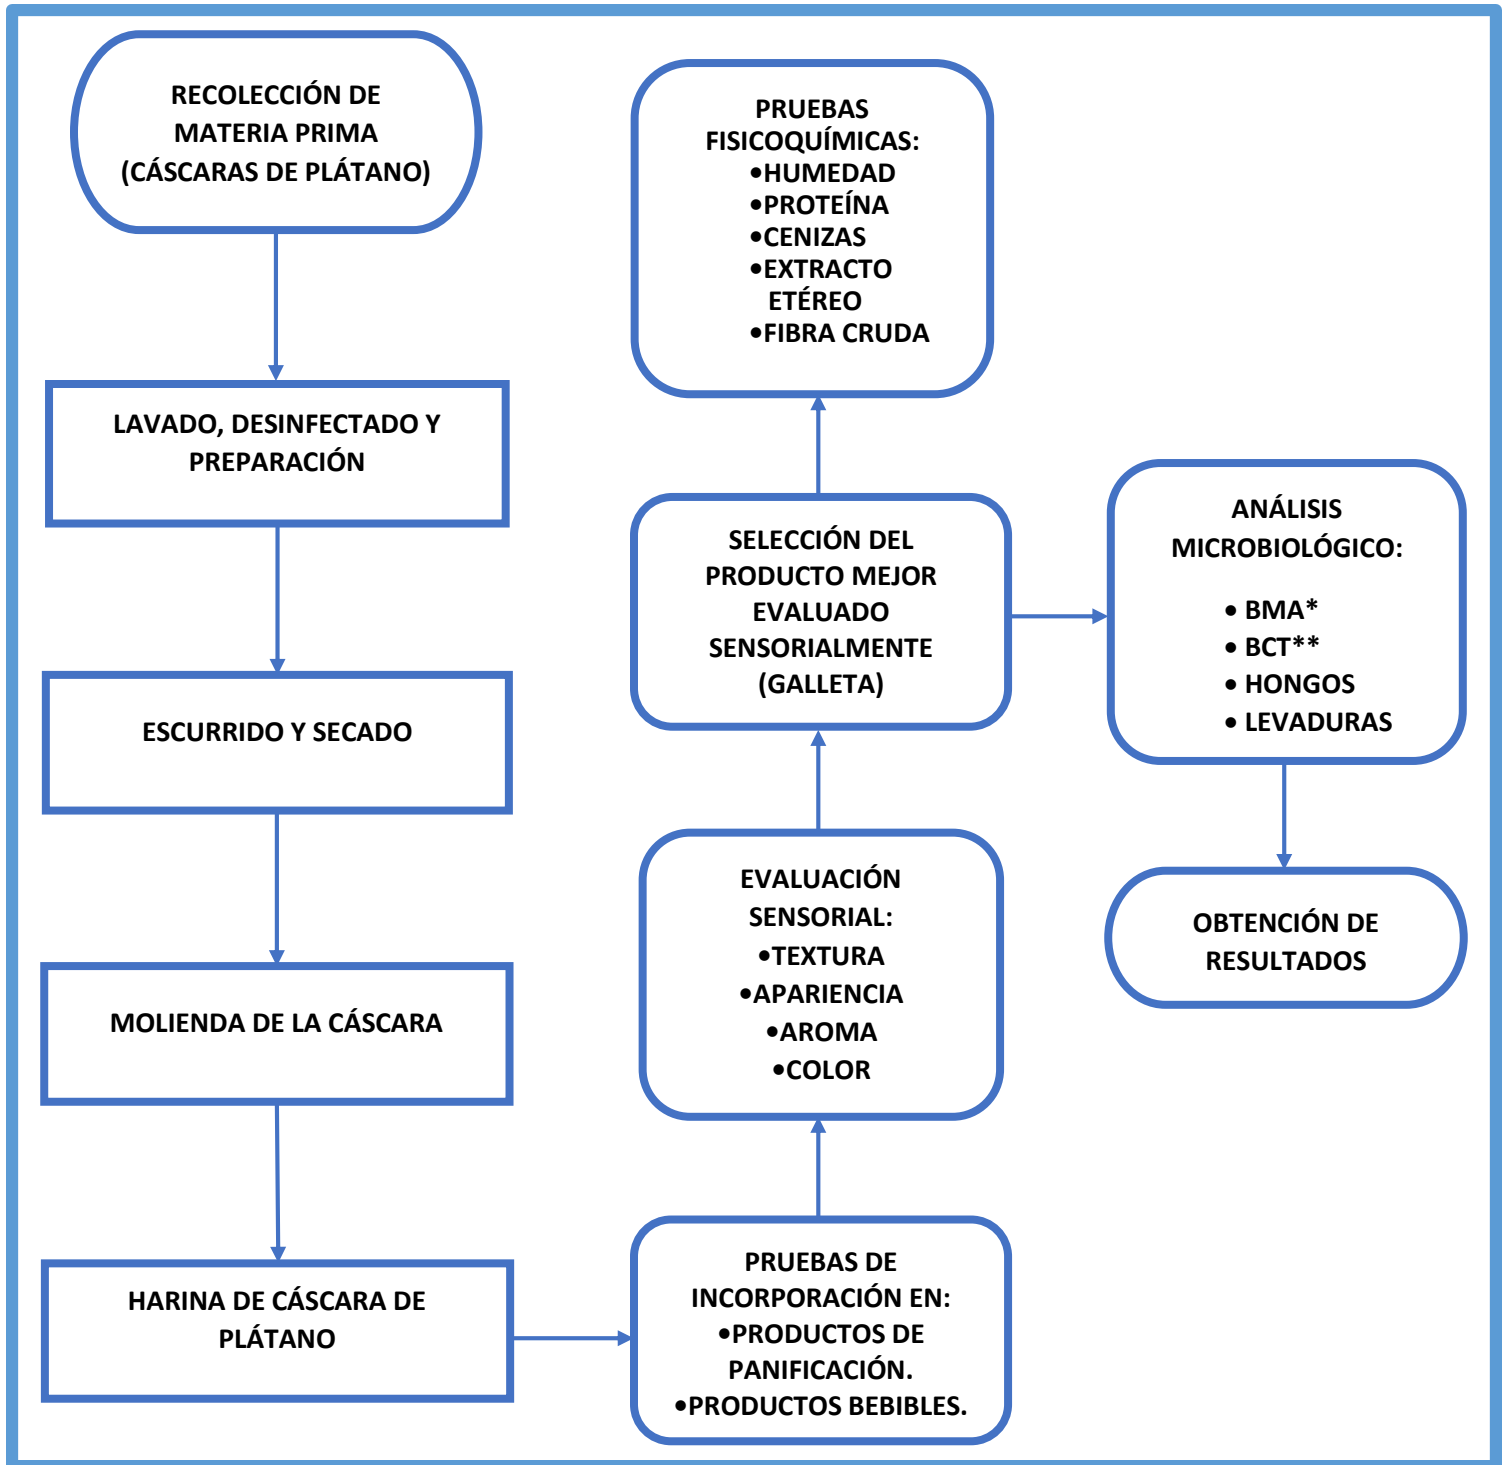 RECOLECCIÓN DE
MATERIA PRIMA
(CÁSCARAS DE PLÁTANO)
LAVADO, DESINFECTADO Y
PREPARACIÓN
ESCURRIDO Y SECADO
MOLIENDA DE LA CÁSCARA
HARINA DE CÁSCARA DE
PLÁTANO
PRUEBAS DE
INCORPORACIÓN EN:
•PRODUCTOS DE
PANIFICACIÓN.
•PRODUCTOS BEBIBLES.
EVALUACIÓN
SENSORIAL:
•TEXTURA
•APARIENCIA
•AROMA
•COLOR
SELECCIÓN DEL
PRODUCTO MEJOR
EVALUADO
SENSORIALMENTE
(GALLETA)
PRUEBAS
FISICOQUÍMICAS:
•HUMEDAD
•PROTEÍNA
•CENIZAS
•EXTRACTO
ETÉREO
•FIBRA CRUDA
ANÁLISIS
MICROBIOLÓGICO:
• BMA*
• BCT**
• HONGOS
• LEVADURAS
OBTENCIÓN DE
RESULTADOS